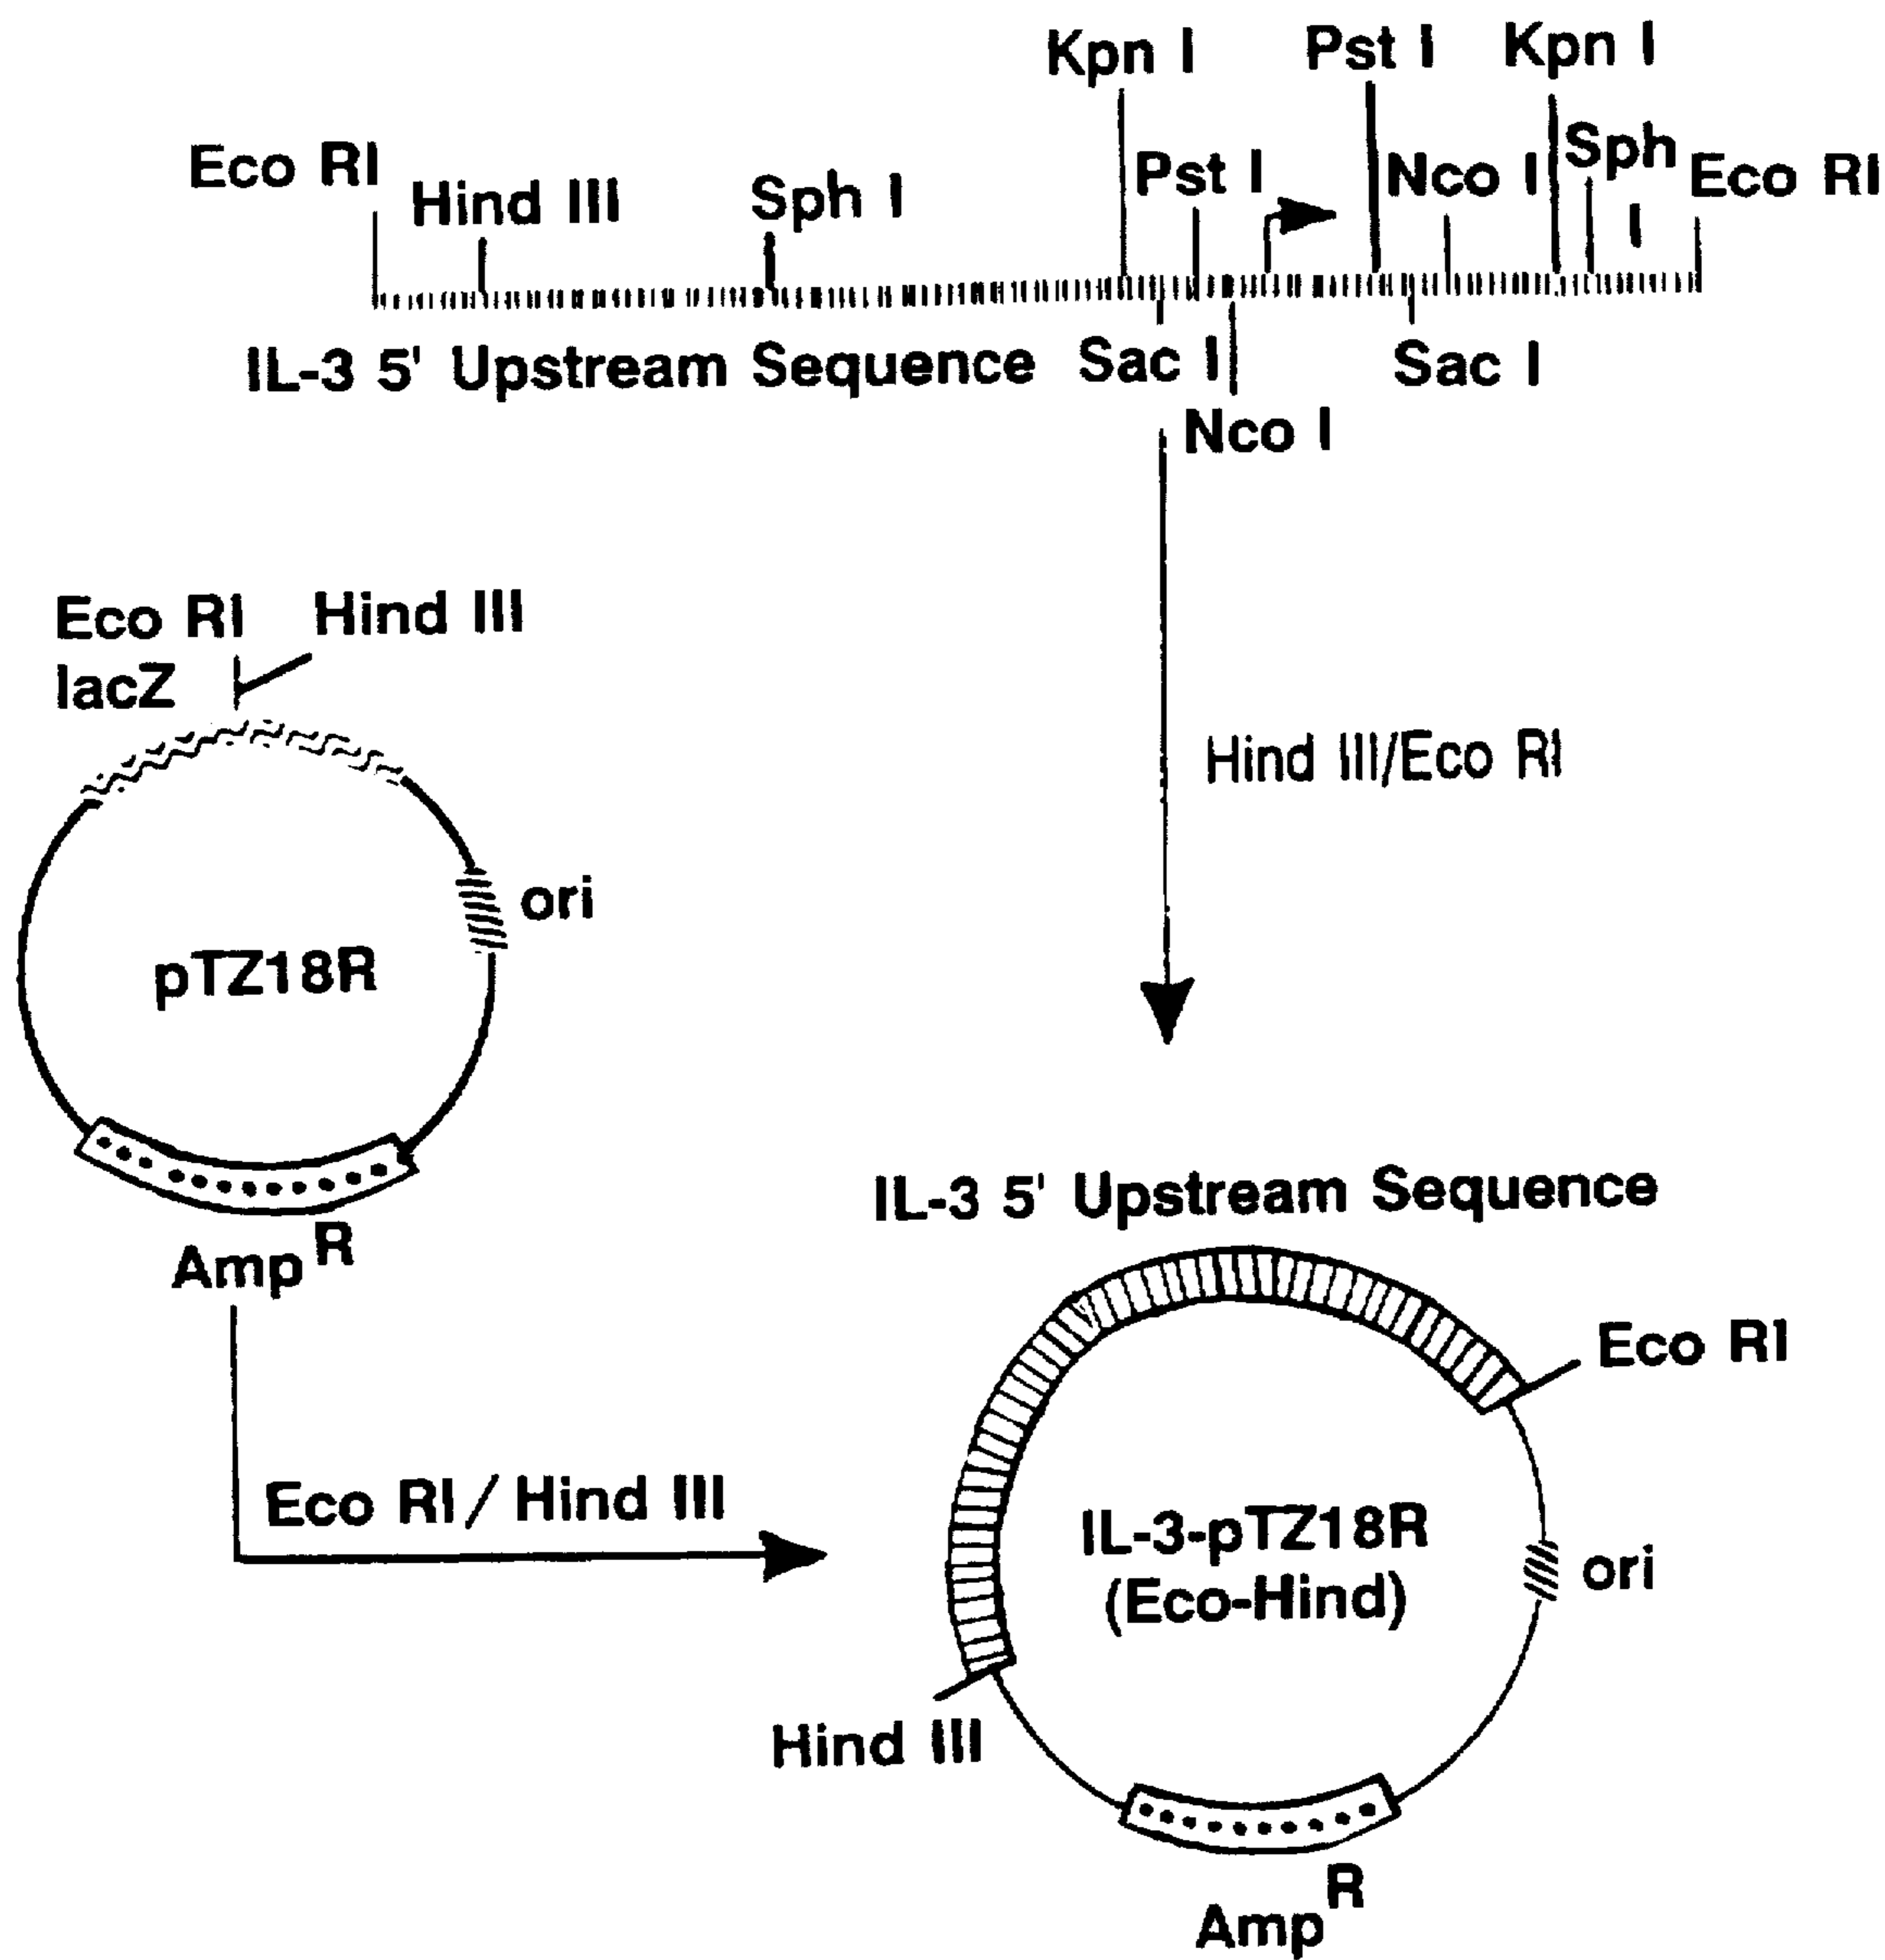 Kpn I Pst I Kpn I
Eco RI Hind III Sph I Pst I Nco I Sph I Eco RI
IL-3 5' Upstream Sequence Sac I Sac I
Nco I
Eco RI Hind III
lacZ
Hind III/Eco RI
ori
pTZ18R
Amp R
IL-3 5' Upstream Sequence
Eco RI
Eco RI / Hind III
IL-3-pTZ18R
(Eco-Hind)
ori
Hind III
Amp R